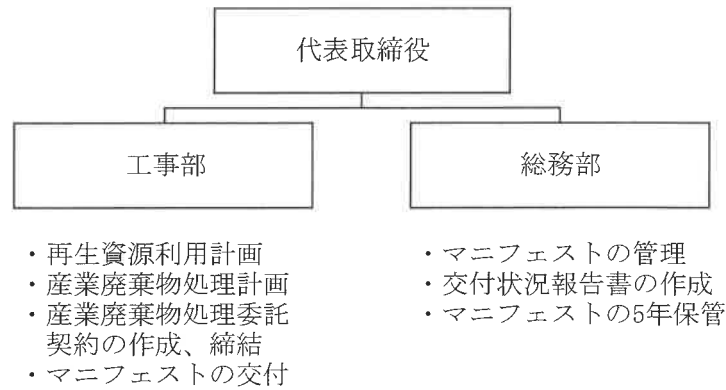 代表取締役
工事部
総務部
・再生資源利用計画
・産業廃棄物処理計画
・産業廃棄物処理委託
契約の作成、締結
・マニフェストの交付
・マニフェストの管理
・交付状況報告書の作成
・マニフェストの5年保管